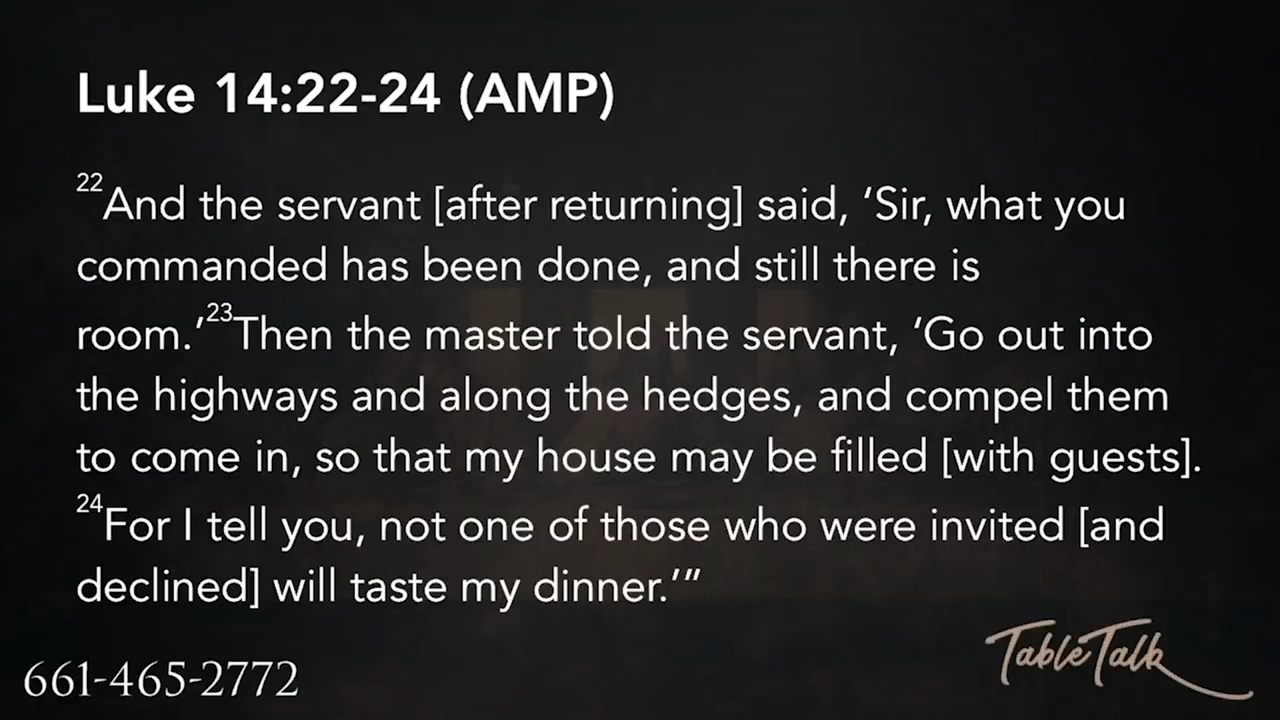 Luke 14:22-24 (AMP)
22And the servant [after returning] said, ‘Sir, what you
commanded has been done, and still there is
room.’23Then the master told the servant, ‘Go out into
the highways and along the hedges, and compel them
to come in, so that my house may be filled [with guests].
24For I tell you, not one of those who were invited [and
declined] will taste my dinner.’”
661-465-2772
TableTalk